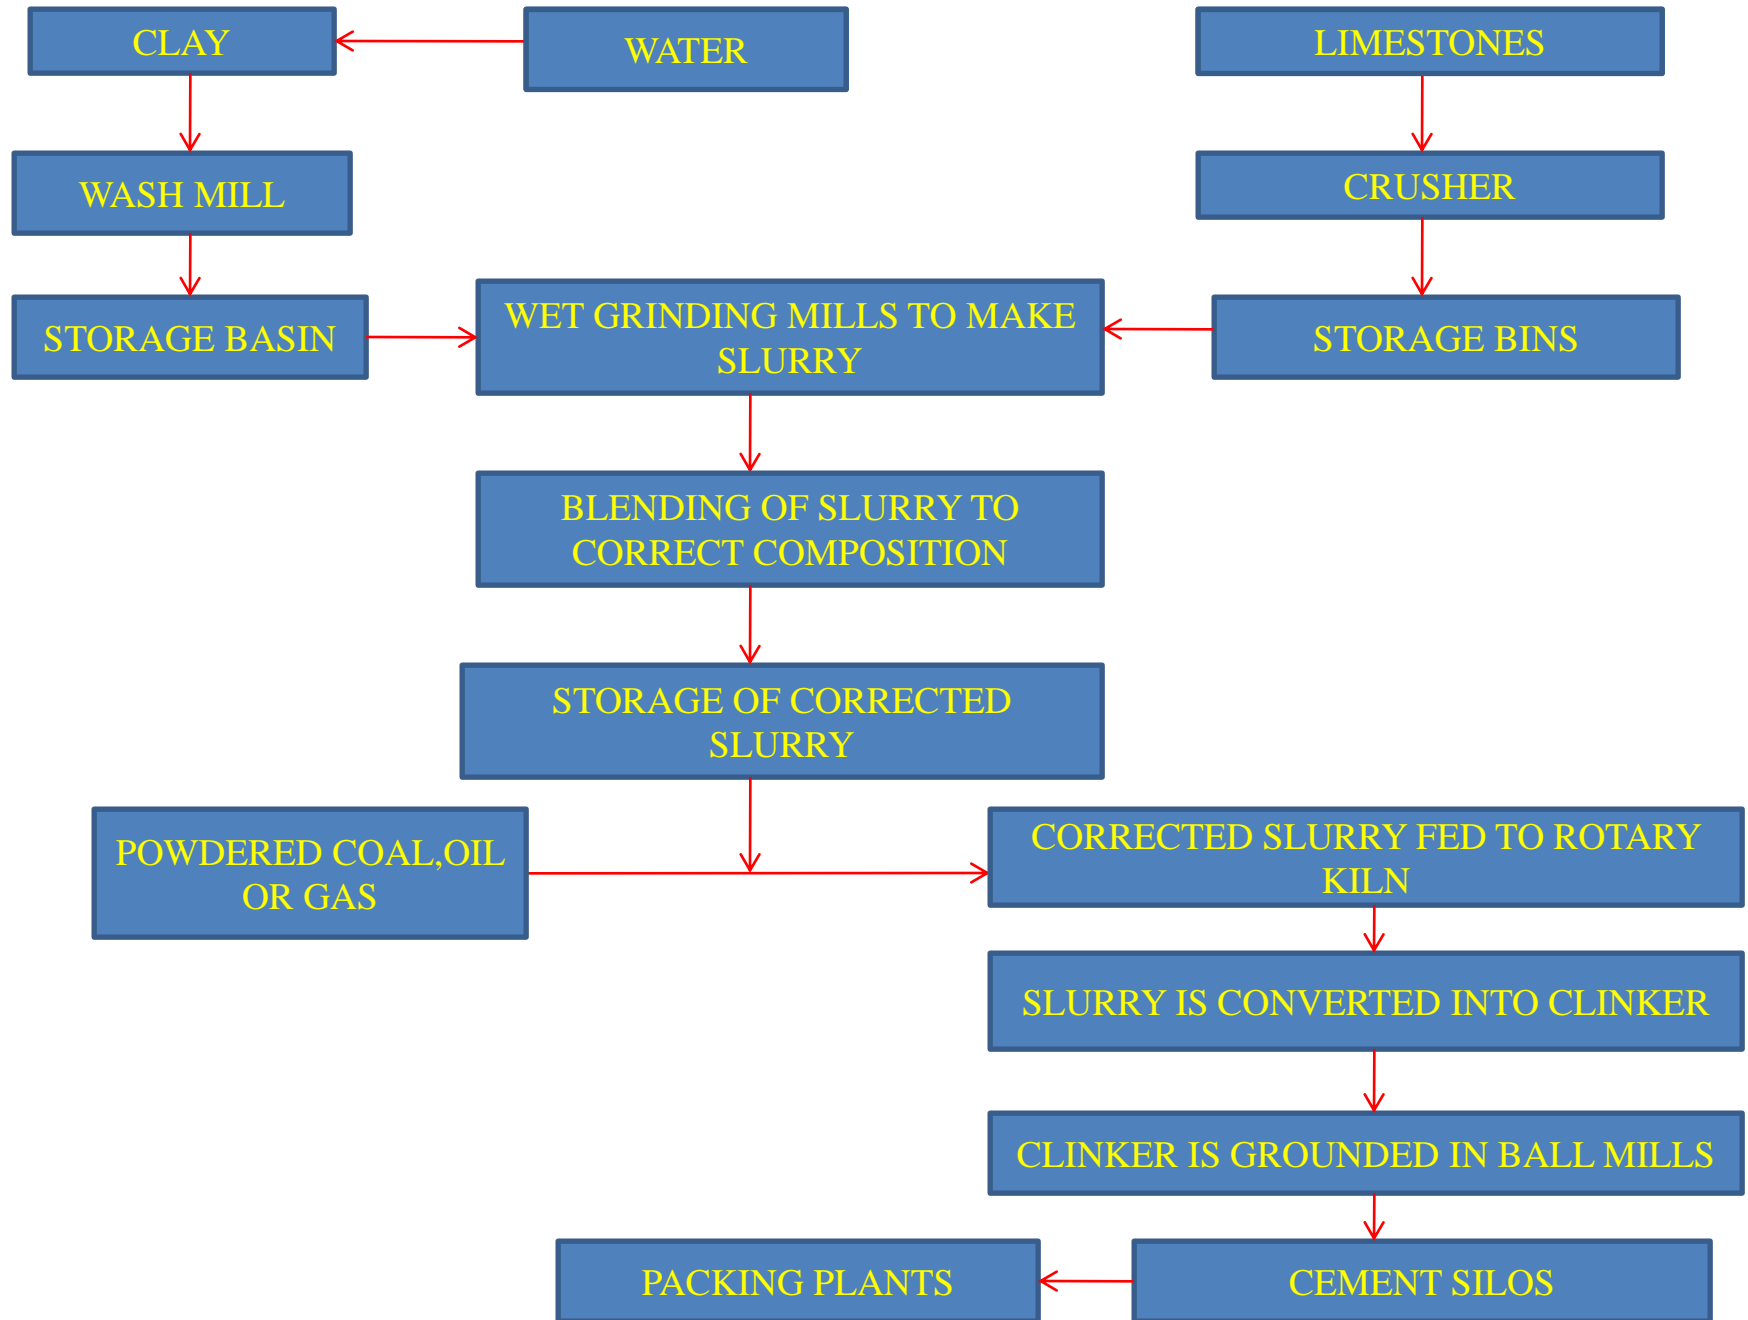 CLAY
WATER
LIMESTONES
WASH MILL
CRUSHER
STORAGE BASIN
WET GRINDING MILLS TO MAKE
SLURRY
STORAGE BINS
BLENDING OF SLURRY TO
CORRECT COMPOSITION
STORAGE OF CORRECTED
SLURRY
POWDERED COAL,OIL
OR GAS
CORRECTED SLURRY FED TO ROTARY
KILN
SLURRY IS CONVERTED INTO CLINKER
CLINKER IS GROUNDED IN BALL MILLS
PACKING PLANTS
CEMENT SILOS